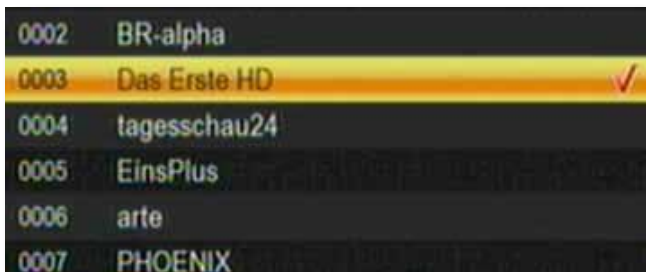 0002 BR-alpha
0003 Das Erste HD
0004 tagesschau24
0005 EinsPlus
0006 arte
0007 PHOENIX